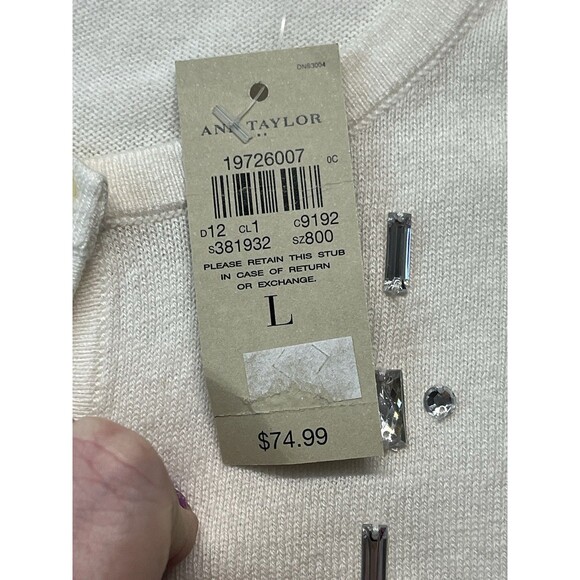 DNB3004
ANN TAYLOR
19726007 0C
D12 CL1 C9192
S381932 SZ800
PLEASE RETAIN THIS STUB
IN CASE OF RETURN
OR EXCHANGE.
L
$74.99